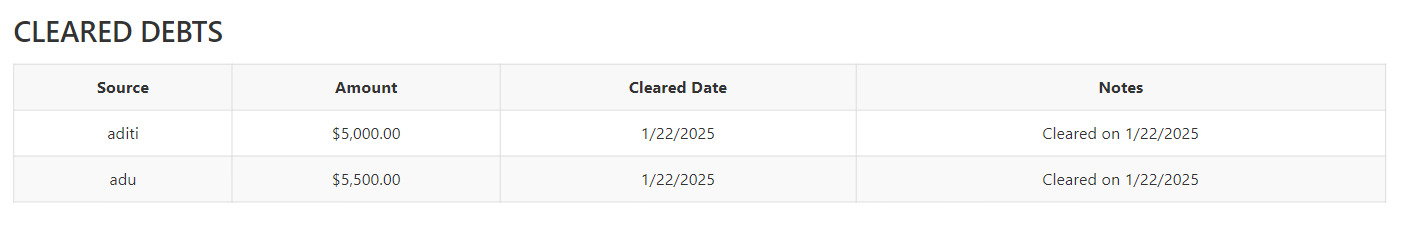 CLEARED DEBTS
Source Amount Cleared Date Notes
aditi $5,000.00 1/22/2025 Cleared on 1/22/2025
adu $5,500.00 1/22/2025 Cleared on 1/22/2025